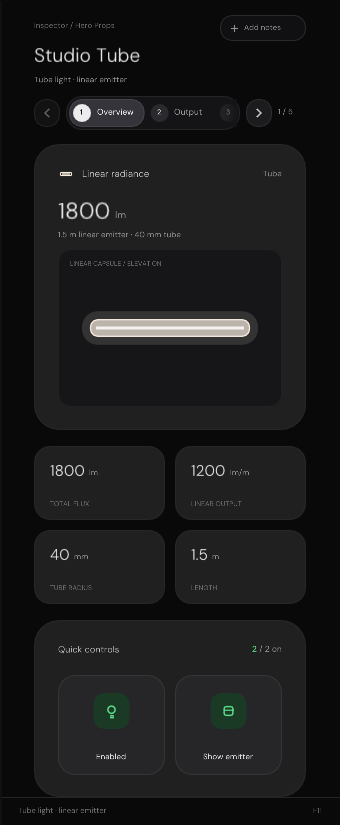 Inspector / Hero Props
Add notes
Studio Tube
Tube light · linear emitter
1 Overview 2 Output 3
1 / 5
Linear radiance
Tube
1800 lm
1.5 m linear emitter · 40 mm tube
LINEAR CAPSULE / ELEVATION
1800 lm
TOTAL FLUX
1200 lm/m
LINEAR OUTPUT
40 mm
TUBE RADIUS
1.5 m
LENGTH
Quick controls
2 / 2 on
Enabled
Show emitter
Tube light · linear emitter